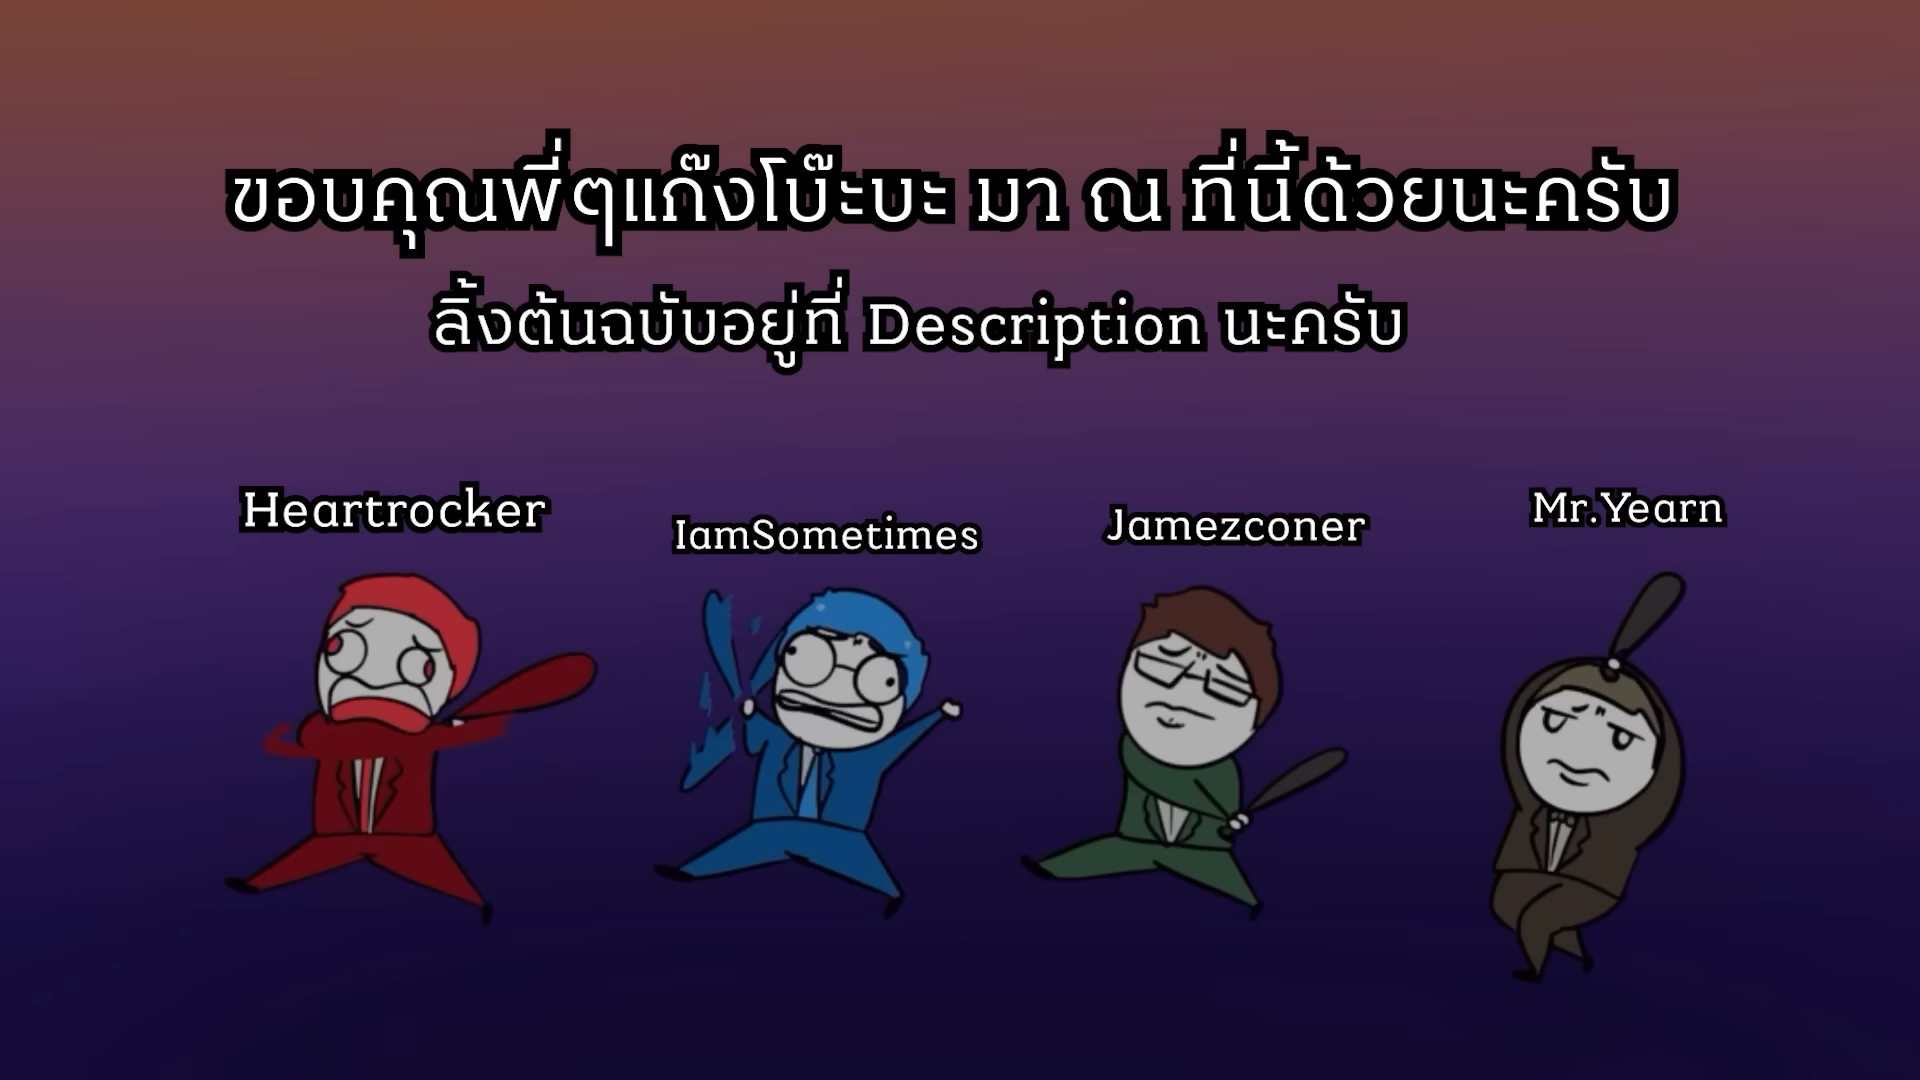 ขอบคุณพี่ๆแก๊งโบ๊ะบะ มา ณ ที่นี้ด้วยนะครับ
ลิ้งต้นฉบับอยู่ที่ Description นะครับ
Heartrocker
IamSometimes
Jamezconer
Mr.Yearn